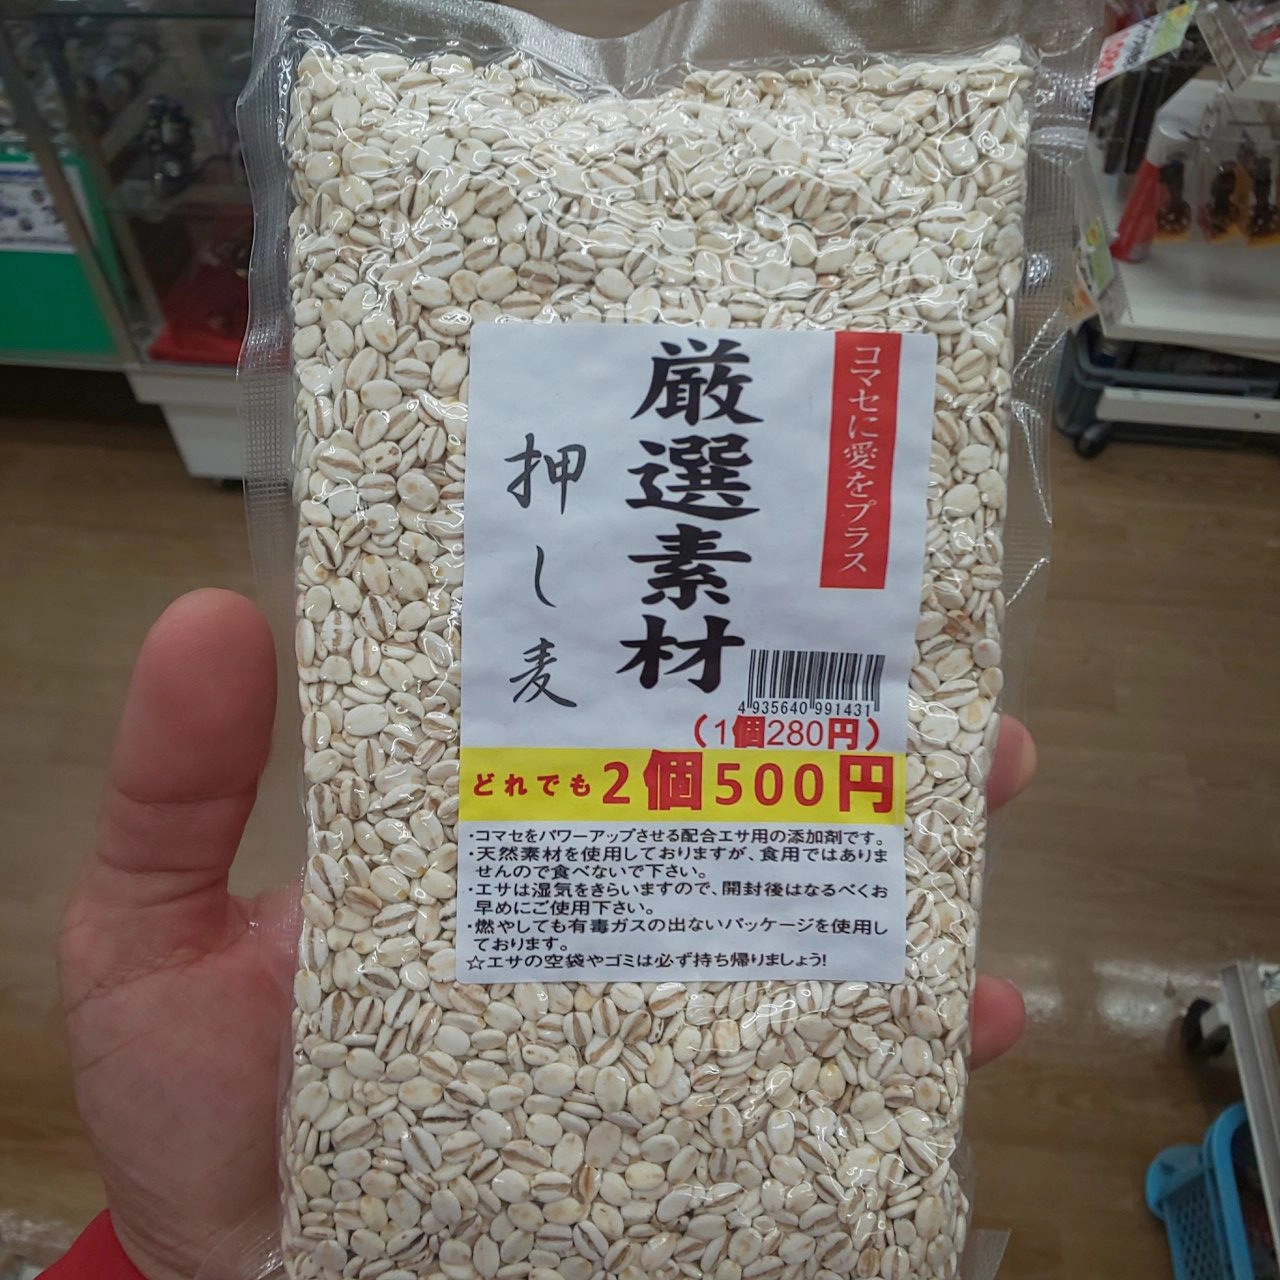 コマセに愛をプラス
厳選素材
押し麦
4935640991431
（1個280円）
どれでも2個500円
・コマセをパワーアップさせる配合エサ用の添加剤です。
・天然素材を使用しておりますが、食用ではありま
せんので食べないで下さい。
・エサは湿気をきらいますので、開封後はなるべくお
早めにご使用下さい。
・燃やしても有毒ガスの出ないパッケージを使用し
ております。
☆エサの空袋やゴミは必ず持ち帰りましょう!